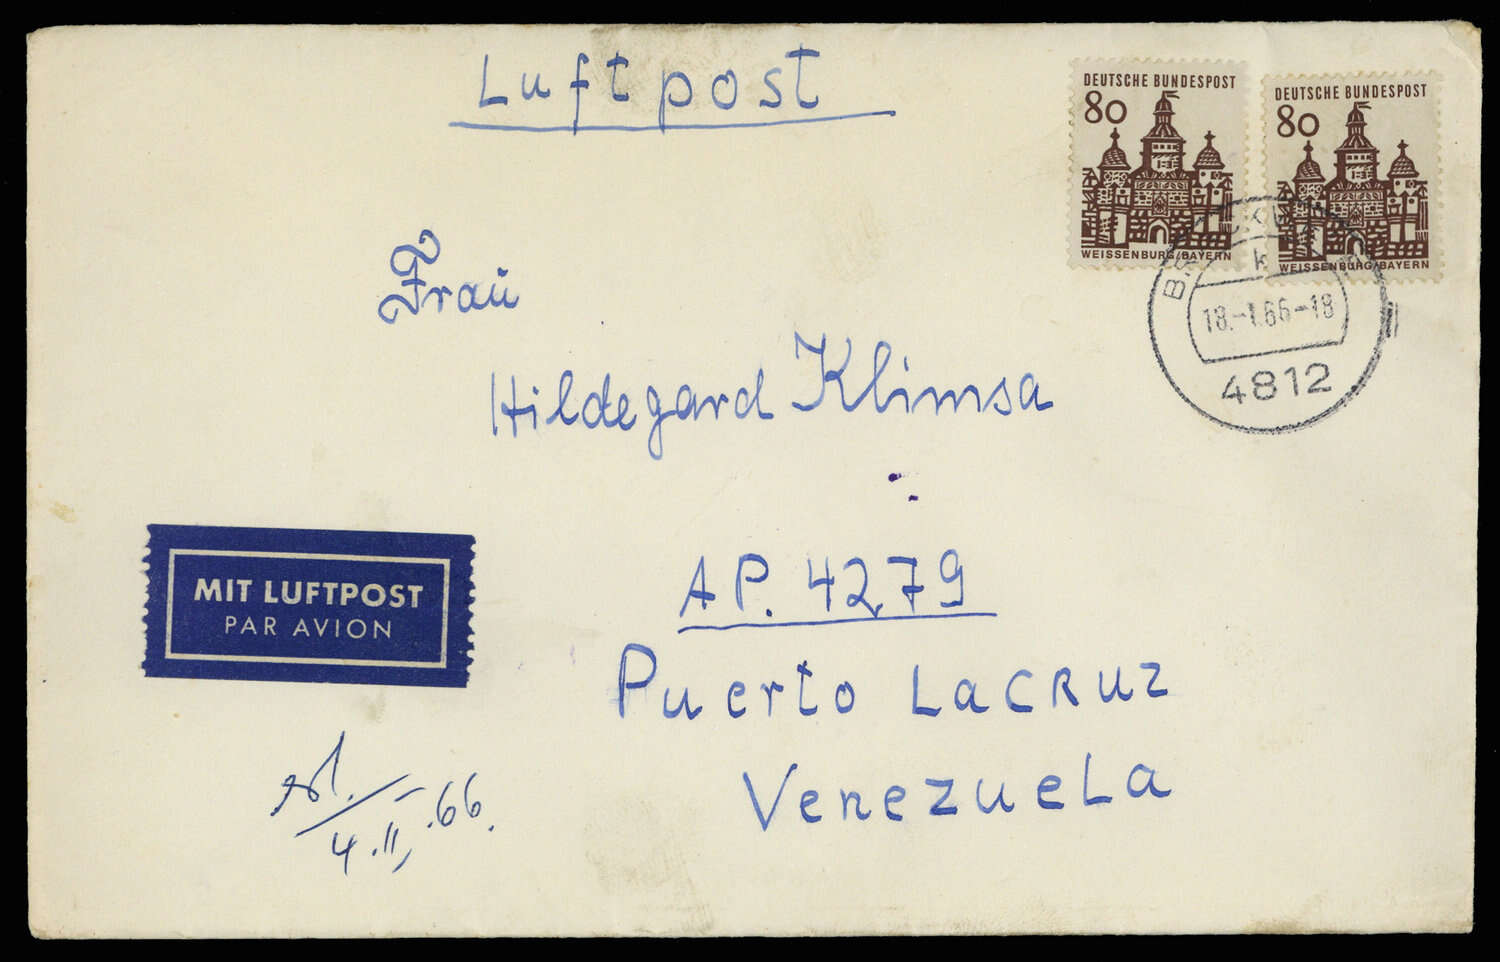 Luftpost
DEUTSCHE BUNDESPOST
80
WEISSENBURG/BAYERN
DEUTSCHE BUNDESPOST
80
WEISSENBURG/BAYERN
k
18.-1.66-18
4812
Frau
Hildegard Klimsa
AP. 4279
Puerto LaCRUZ
VenezueLa
MIT LUFTPOST
PAR AVION
4.II.66.